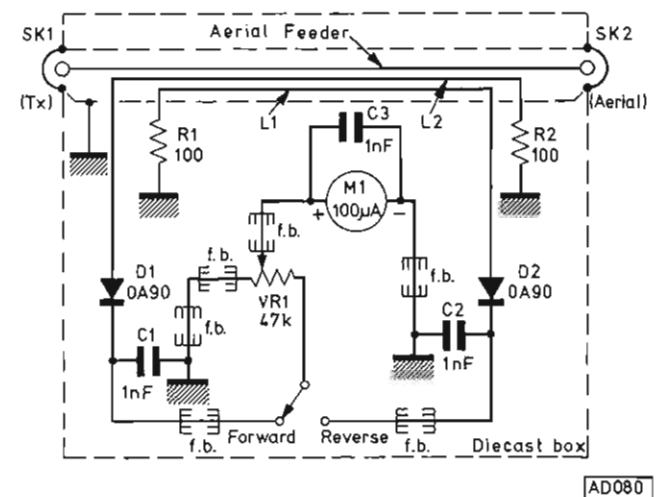 SK1
Aerial Feeder
SK2
(Tx)
(Aerial)
L1
L2
C3
1nF
R1
100
R2
100
M1
100µA
+
−
f.b.
f.b.
f.b.
f.b.
D1
0A90
VR1
47k
D2
0A90
C1
1nF
C2
1nF
Forward
Reverse
f.b.
f.b.
Diecast box
AD080